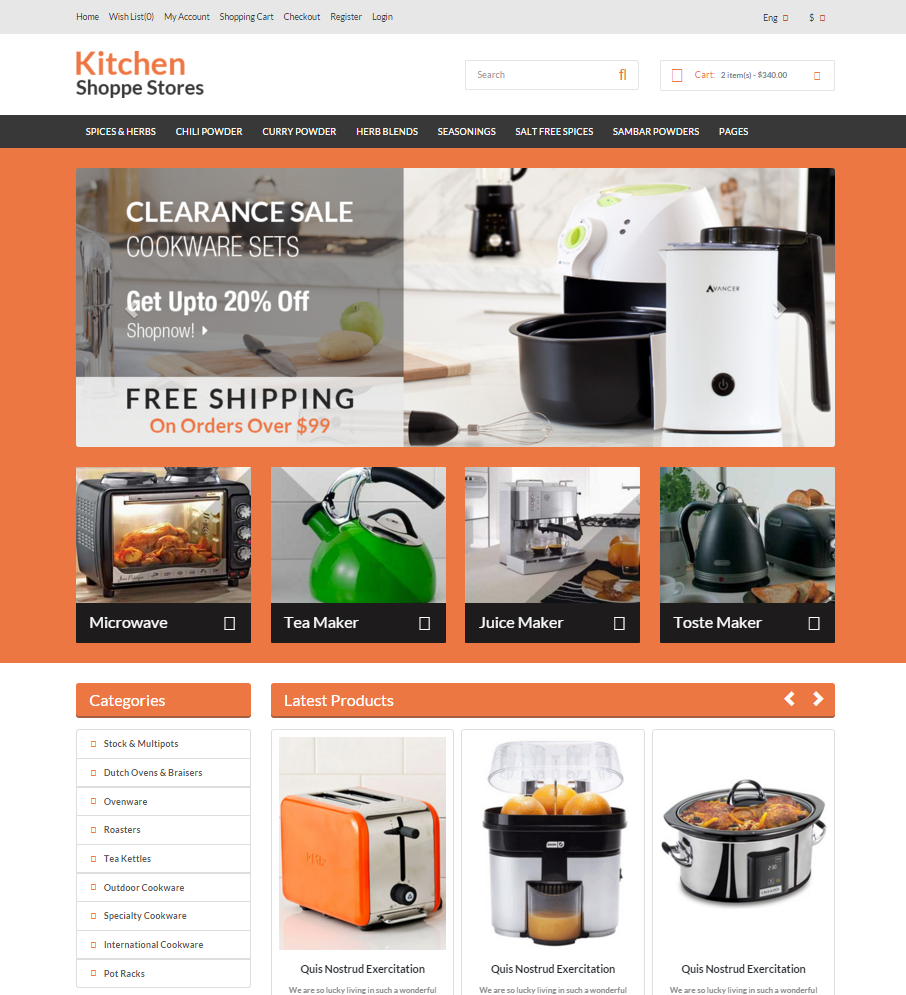 Home Wish List(0) My Account Shopping Cart Checkout Register Login Eng $
Kitchen
Shoppe Stores
Search
Cart: 2 item(s) - $340.00
SPICES & HERBS CHILI POWDER CURRY POWDER HERB BLENDS SEASONINGS SALT FREE SPICES SAMBAR POWDERS PAGES
CLEARANCE SALE
COOKWARE SETS
Get Upto 20% Off
Shopnow!
FREE SHIPPING
On Orders Over $99
AVANCER
Microwave Tea Maker Juice Maker Toste Maker
Categories
Stock & Multipots
Dutch Ovens & Braisers
Ovenware
Roasters
Tea Kettles
Outdoor Cookware
Specialty Cookware
International Cookware
Pot Racks
Latest Products
Quis Nostrud Exercitation Quis Nostrud Exercitation Quis Nostrud Exercitation
We are so lucky living in such a wonderful We are so lucky living in such a wonderful We are so lucky living in such a wonderful